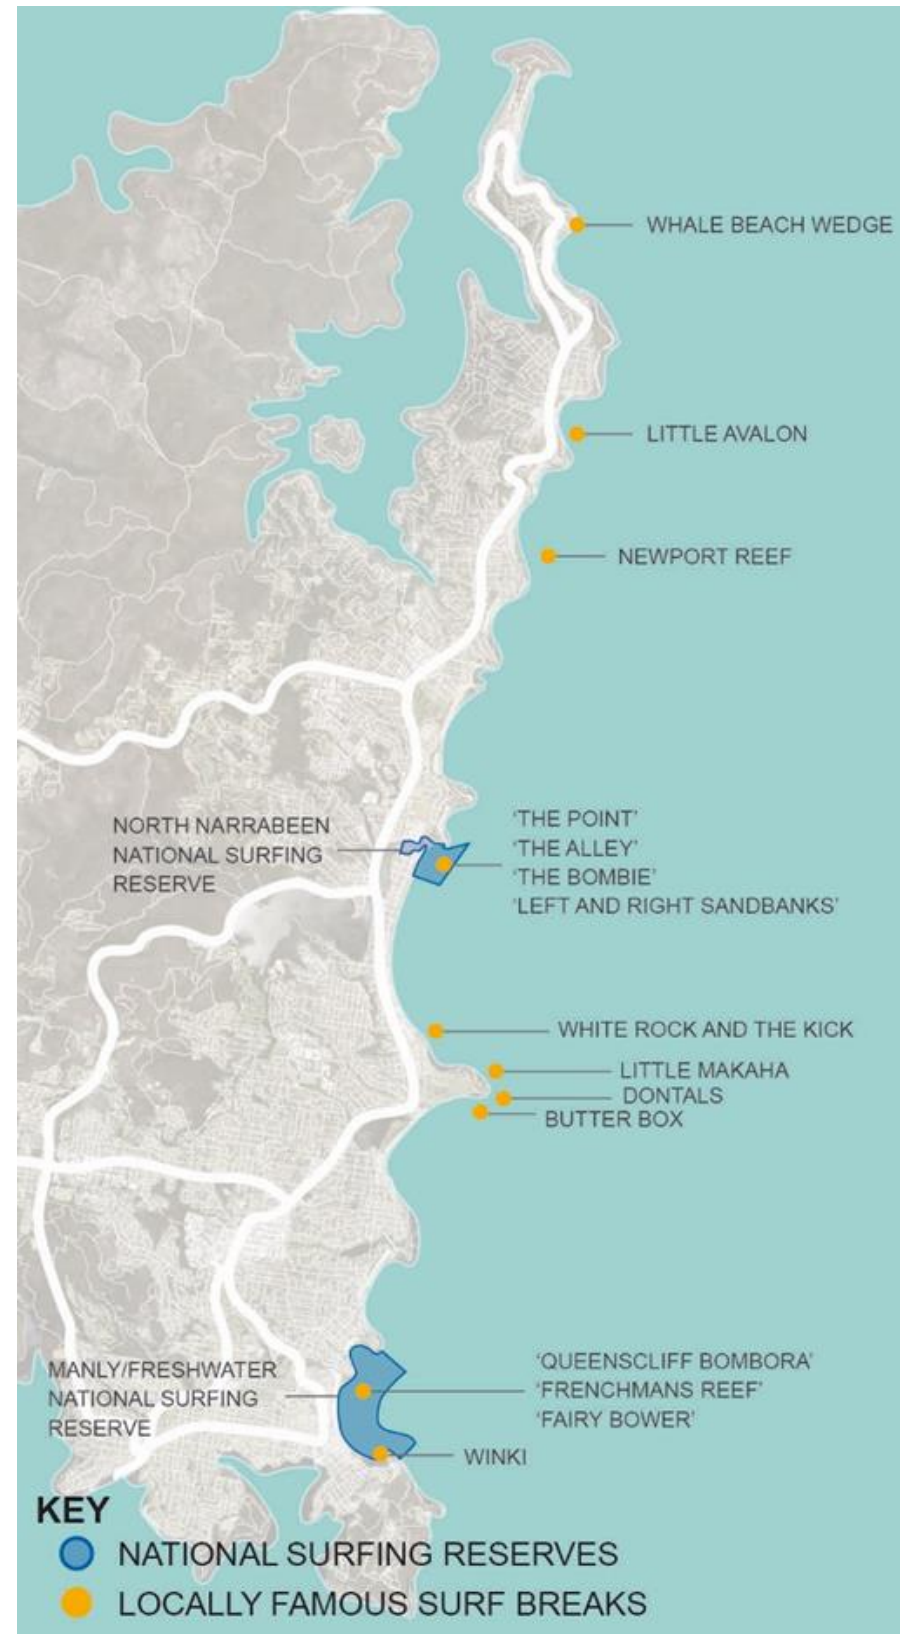 WHALE BEACH WEDGE
LITTLE AVALON
NEWPORT REEF
NORTH NARRABEEN
NATIONAL SURFING
RESERVE
‘THE POINT’
‘THE ALLEY’
‘THE BOMBIE’
‘LEFT AND RIGHT SANDBANKS’
WHITE ROCK AND THE KICK
LITTLE MAKAHA
DONTALS
BUTTER BOX
MANLY/FRESHWATER
NATIONAL SURFING
RESERVE
‘QUEENSCLIFF BOMBORA’
‘FRENCHMANS REEF’
‘FAIRY BOWER’
WINKI
KEY
NATIONAL SURFING RESERVES
LOCALLY FAMOUS SURF BREAKS